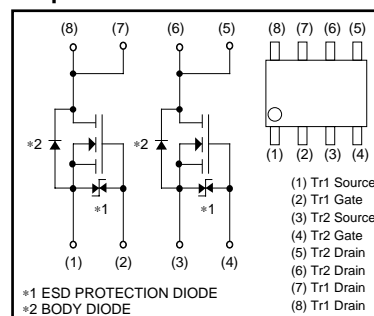 (8) (7) (6) (5)
(8) (7) (6) (5)
∗2 ∗2
∗1 ∗1
(1) (2) (3) (4)
(1) (2) (3) (4)
(1) Tr1 Source
(2) Tr1 Gate
(3) Tr2 Source
(4) Tr2 Gate
(5) Tr2 Drain
(6) Tr2 Drain
(7) Tr1 Drain
(8) Tr1 Drain
∗1 ESD PROTECTION DIODE
∗2 BODY DIODE